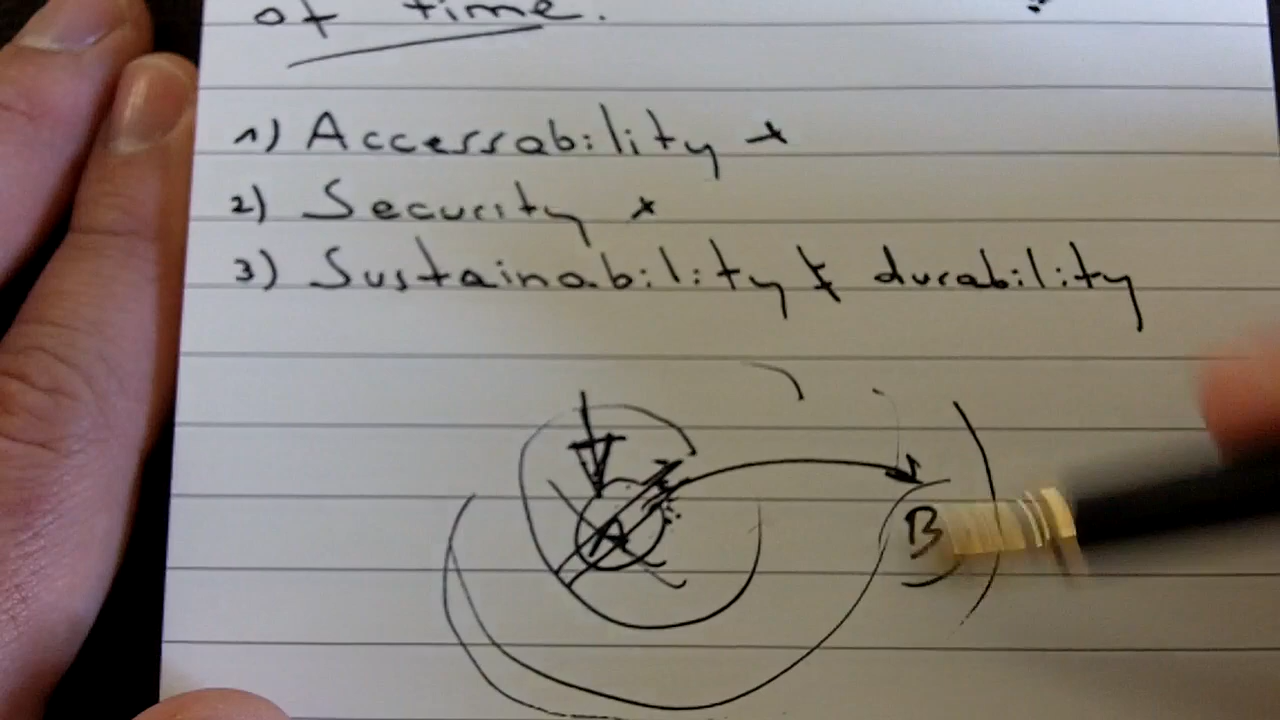 of time.
1) Accessability *
2) Security *
3) Sustainability & durability
A
B